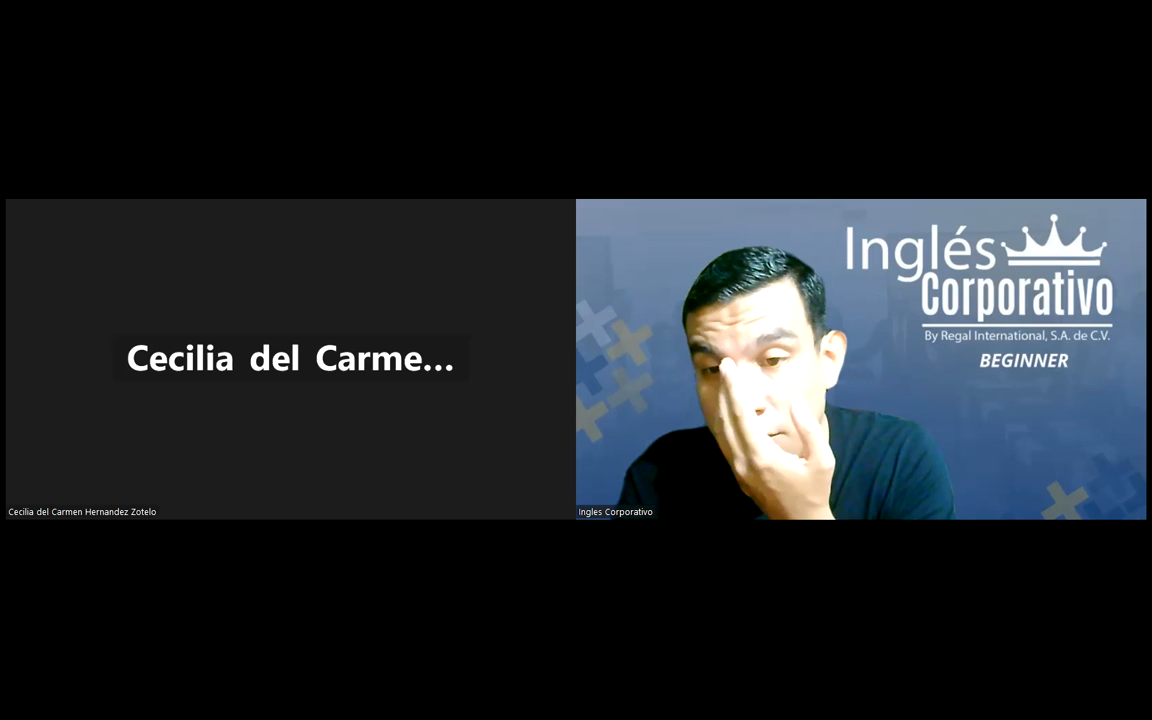 Cecilia del Carme...
Cecilia del Carmen Hernandez Zotelo
Inglés
Corporativo
By Regal International, S.A. de C.V.
BEGINNER
Ingles Corporativo